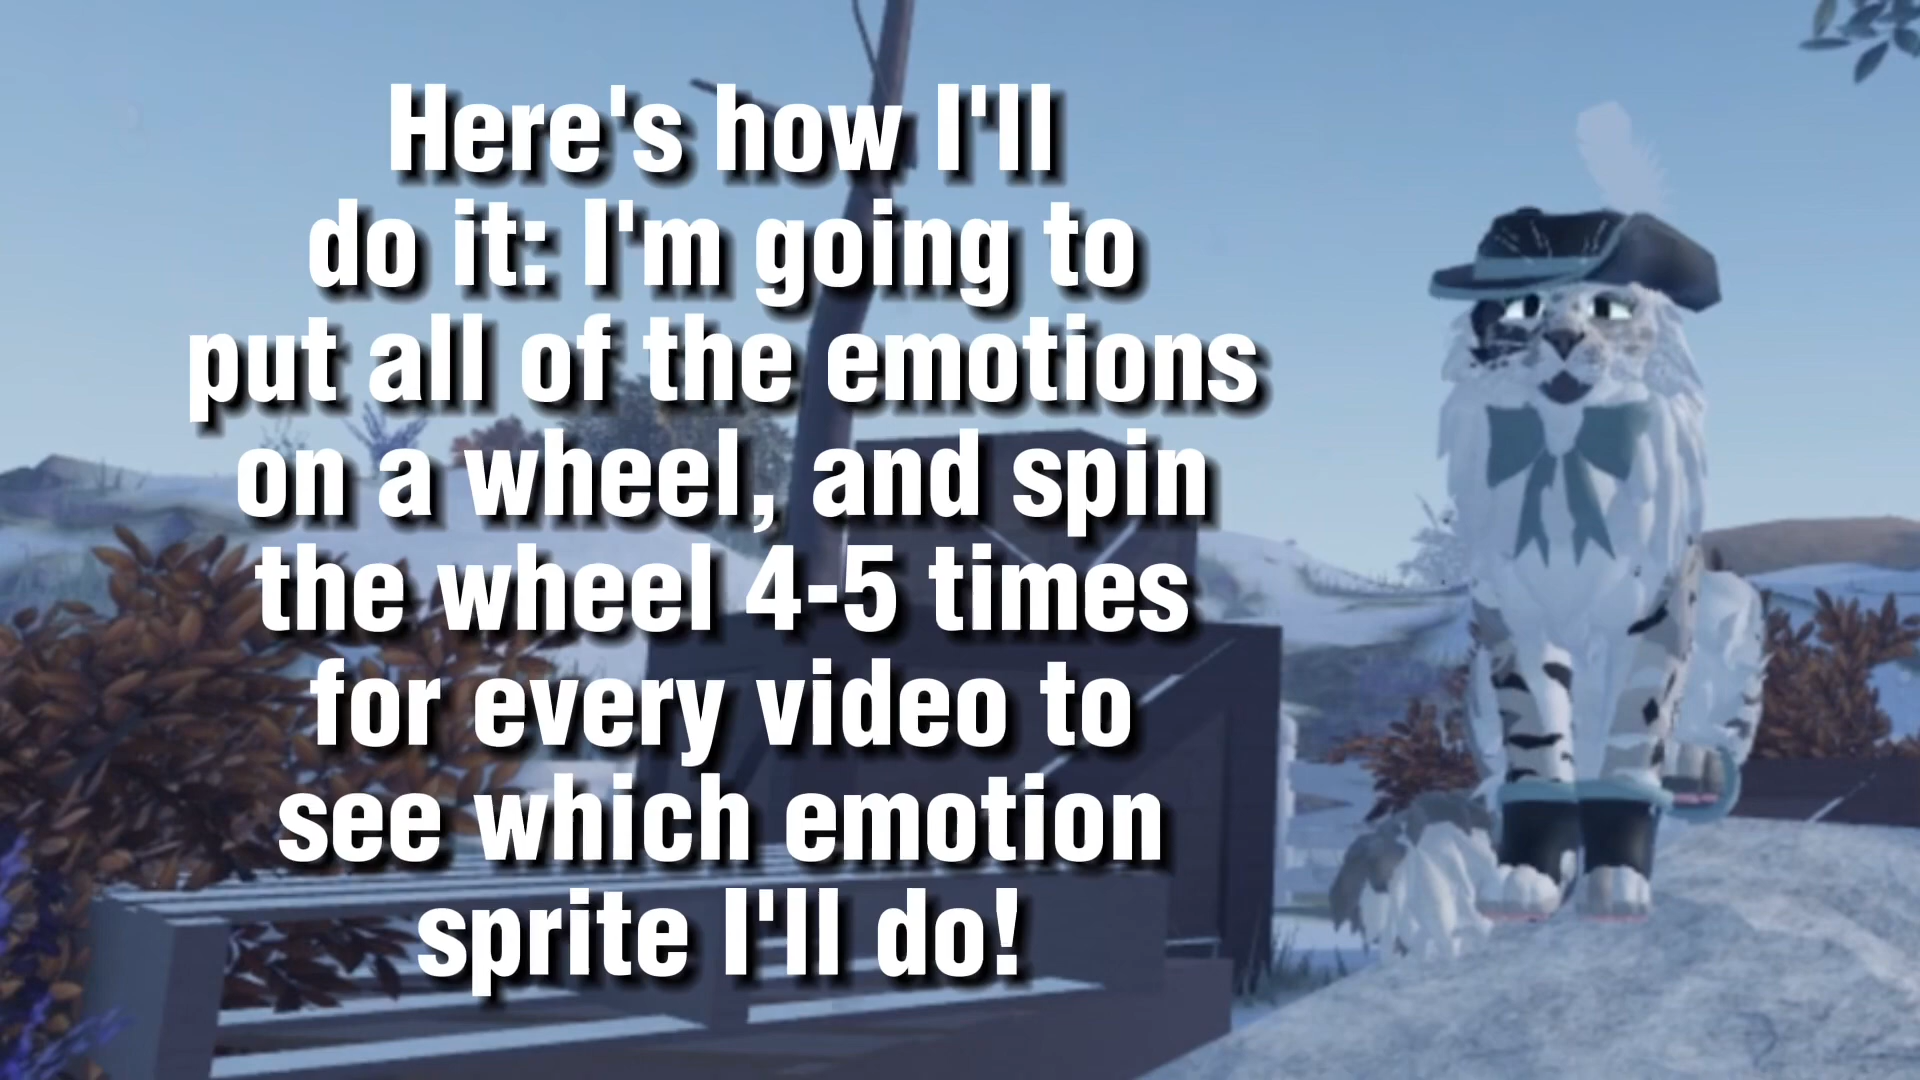 Here's how I'll
do it: I'm going to
put all of the emotions
on a wheel, and spin
the wheel 4-5 times
for every video to
see which emotion
sprite I'll do!